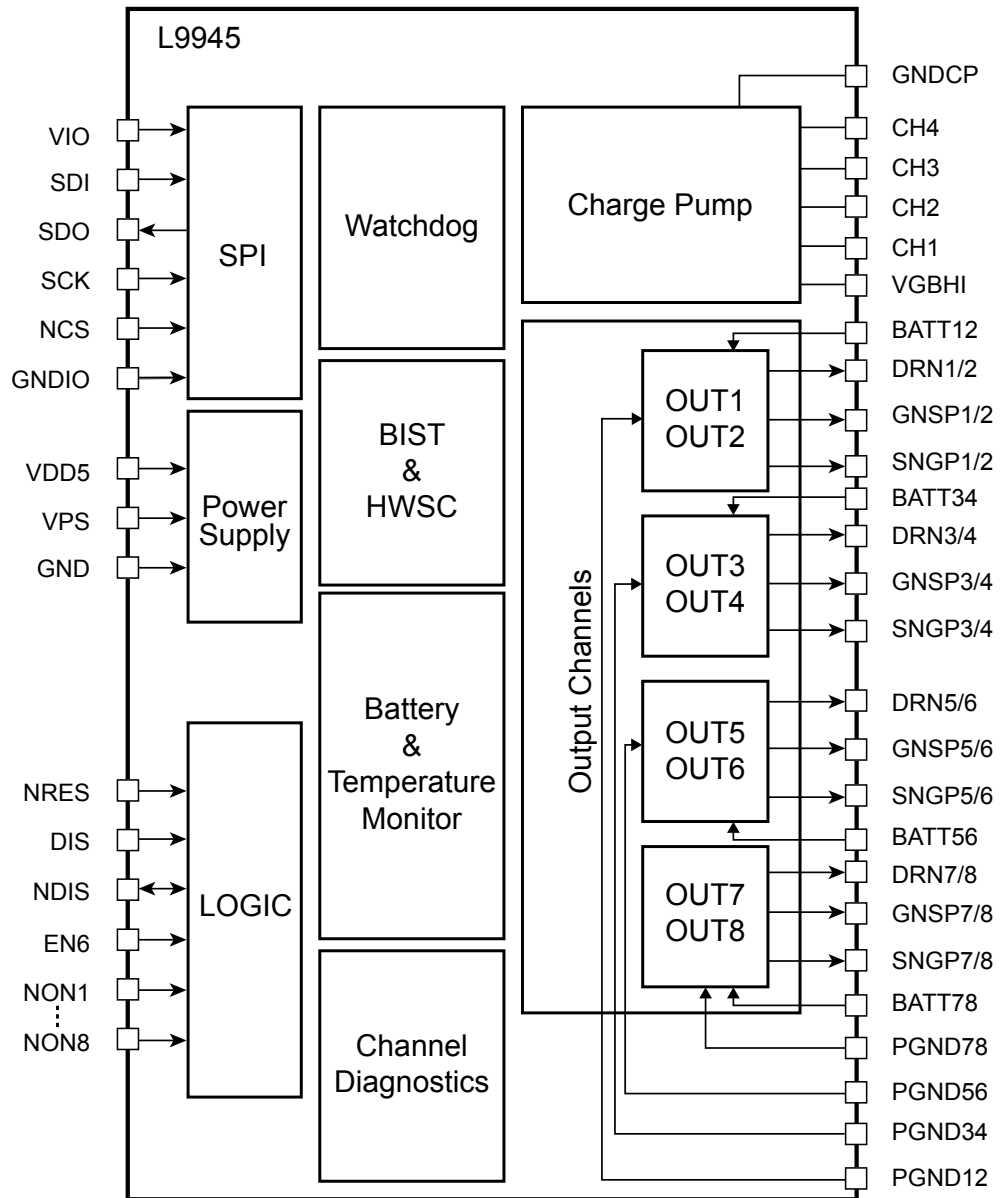 L9945
VIO
SDI
SDO
SCK
NCS
GNDIO
VDD5
VPS
GND
NRES
DIS
NDIS
EN6
NON1
NON8
SPI
Power
Supply
LOGIC
Watchdog
BIST
&
HWSC
Battery
&
Temperature
Monitor
Channel
Diagnostics
Charge Pump
Output Channels
OUT1
OUT2
OUT3
OUT4
OUT5
OUT6
OUT7
OUT8
GNDCP
CH4
CH3
CH2
CH1
VGBHI
BATT12
DRN1/2
GNSP1/2
SNGP1/2
BATT34
DRN3/4
GNSP3/4
SNGP3/4
DRN5/6
GNSP5/6
SNGP5/6
BATT56
DRN7/8
GNSP7/8
SNGP7/8
BATT78
PGND78
PGND56
PGND34
PGND12